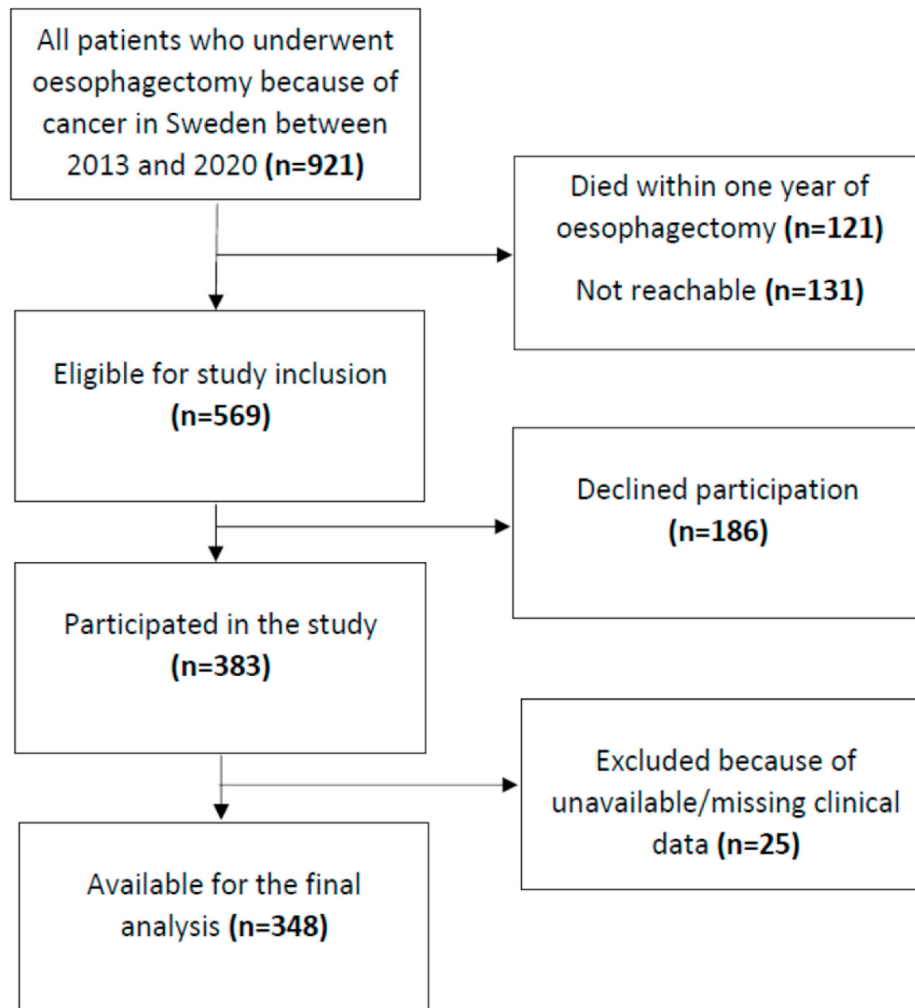 All patients who underwent
oesophagectomy because of
cancer in Sweden between
2013 and 2020 (n=921)
Died within one year of
oesophagectomy (n=121)
Not reachable (n=131)
Eligible for study inclusion
(n=569)
Declined participation
(n=186)
Participated in the study
(n=383)
Excluded because of
unavailable/missing clinical
data (n=25)
Available for the final
analysis (n=348)